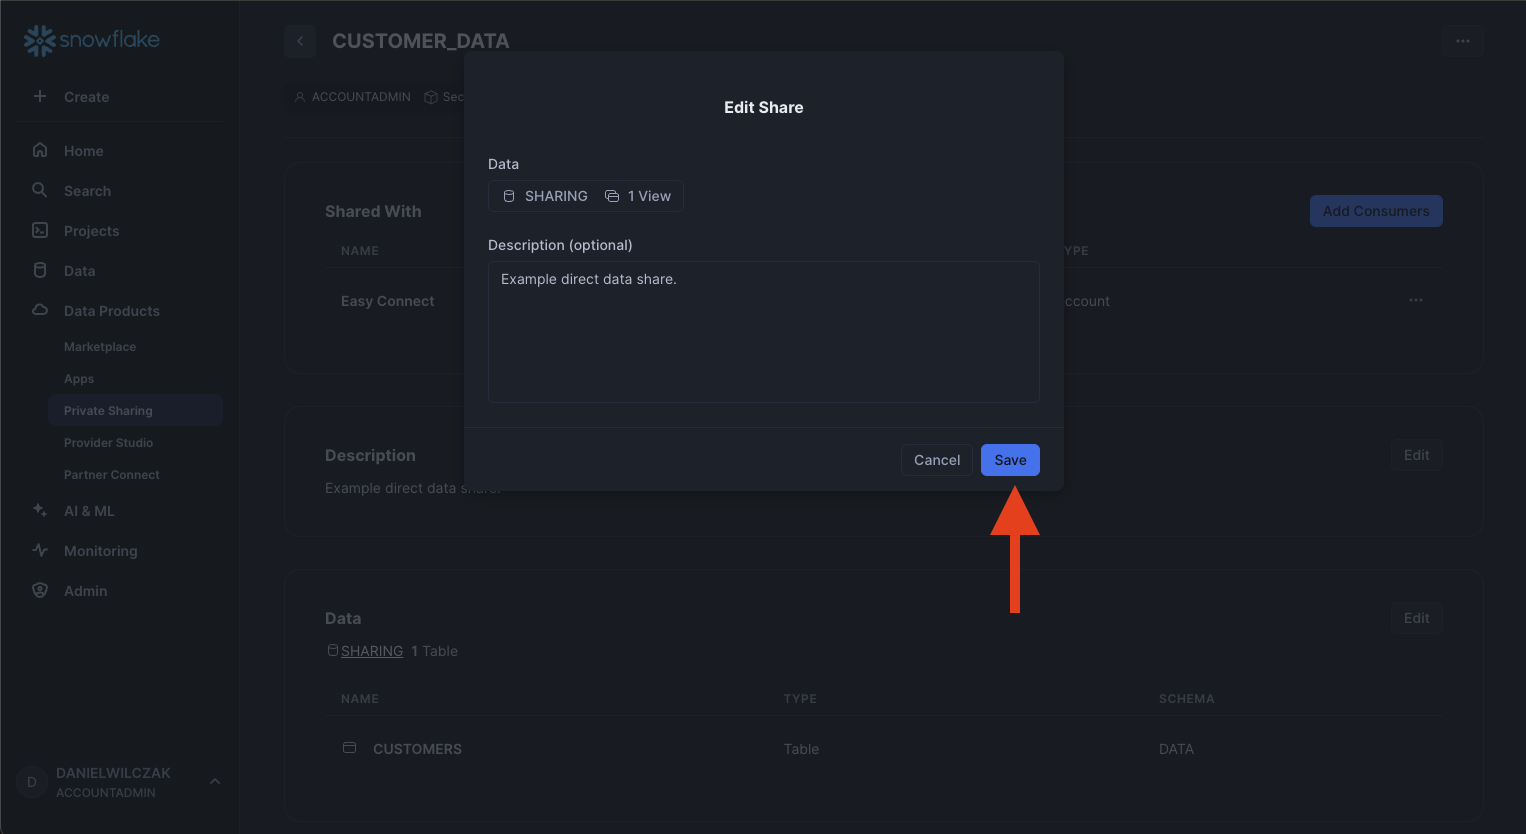 snowflake
Create
Home
Search
Projects
Data
Data Products
Marketplace
Apps
Private Sharing
Provider Studio
Partner Connect
AI & ML
Monitoring
Admin
D
DANIELWILCZAK
ACCOUNTADMIN
CUSTOMER_DATA
...
ACCOUNTADMIN Sec
Shared With
Add Consumers
NAME YPE
Easy Connect ccount ...
Edit Share
Data
SHARING 1 View
Description (optional)
Example direct data share.
Cancel Save
Description Edit
Example direct data share.
Data Edit
SHARING 1 Table
NAME TYPE SCHEMA
CUSTOMERS Table DATA